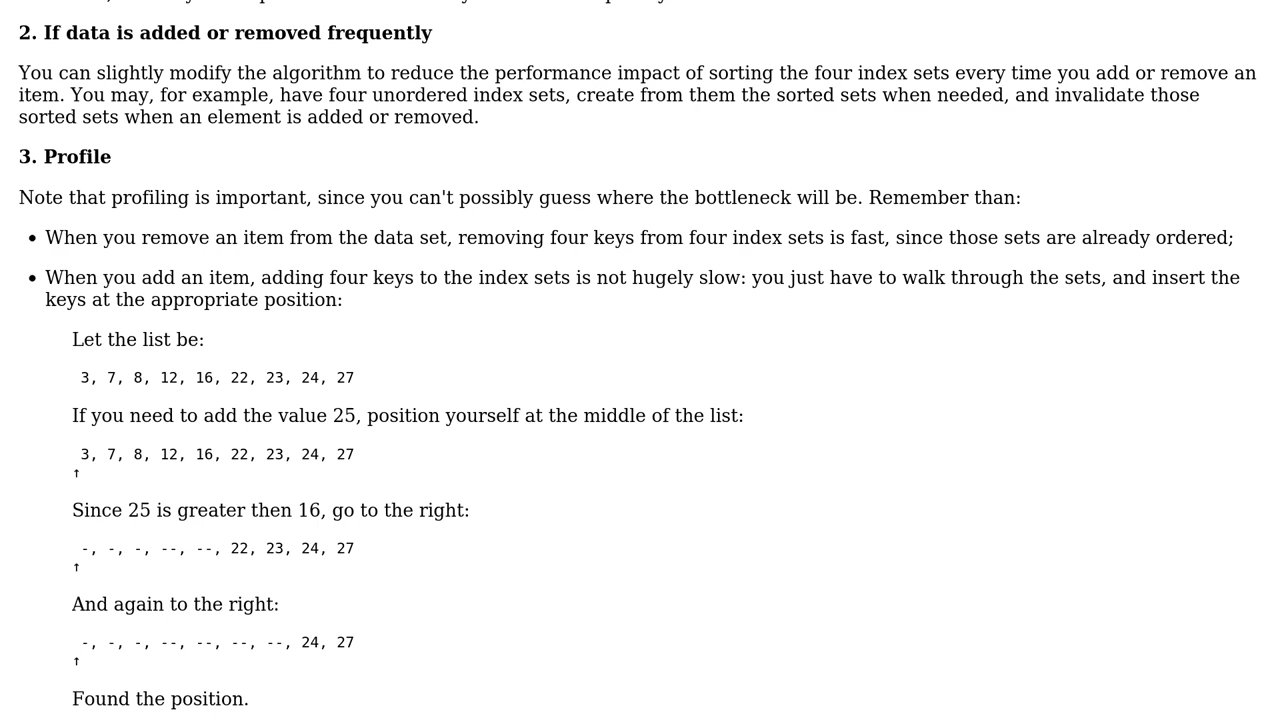 2. If data is added or removed frequently
You can slightly modify the algorithm to reduce the performance impact of sorting the four index sets every time you add or remove an
item. You may, for example, have four unordered index sets, create from them the sorted sets when needed, and invalidate those
sorted sets when an element is added or removed.
3. Profile
Note that profiling is important, since you can't possibly guess where the bottleneck will be. Remember than:
• When you remove an item from the data set, removing four keys from four index sets is fast, since those sets are already ordered;
• When you add an item, adding four keys to the index sets is not hugely slow: you just have to walk through the sets, and insert the
keys at the appropriate position:
Let the list be:
3, 7, 8, 12, 16, 22, 23, 24, 27
If you need to add the value 25, position yourself at the middle of the list:
3, 7, 8, 12, 16, 22, 23, 24, 27
↑
Since 25 is greater then 16, go to the right:
-, -, -, --, --, 22, 23, 24, 27
↑
And again to the right:
-, -, -, --, --, --, --, 24, 27
↑
Found the position.